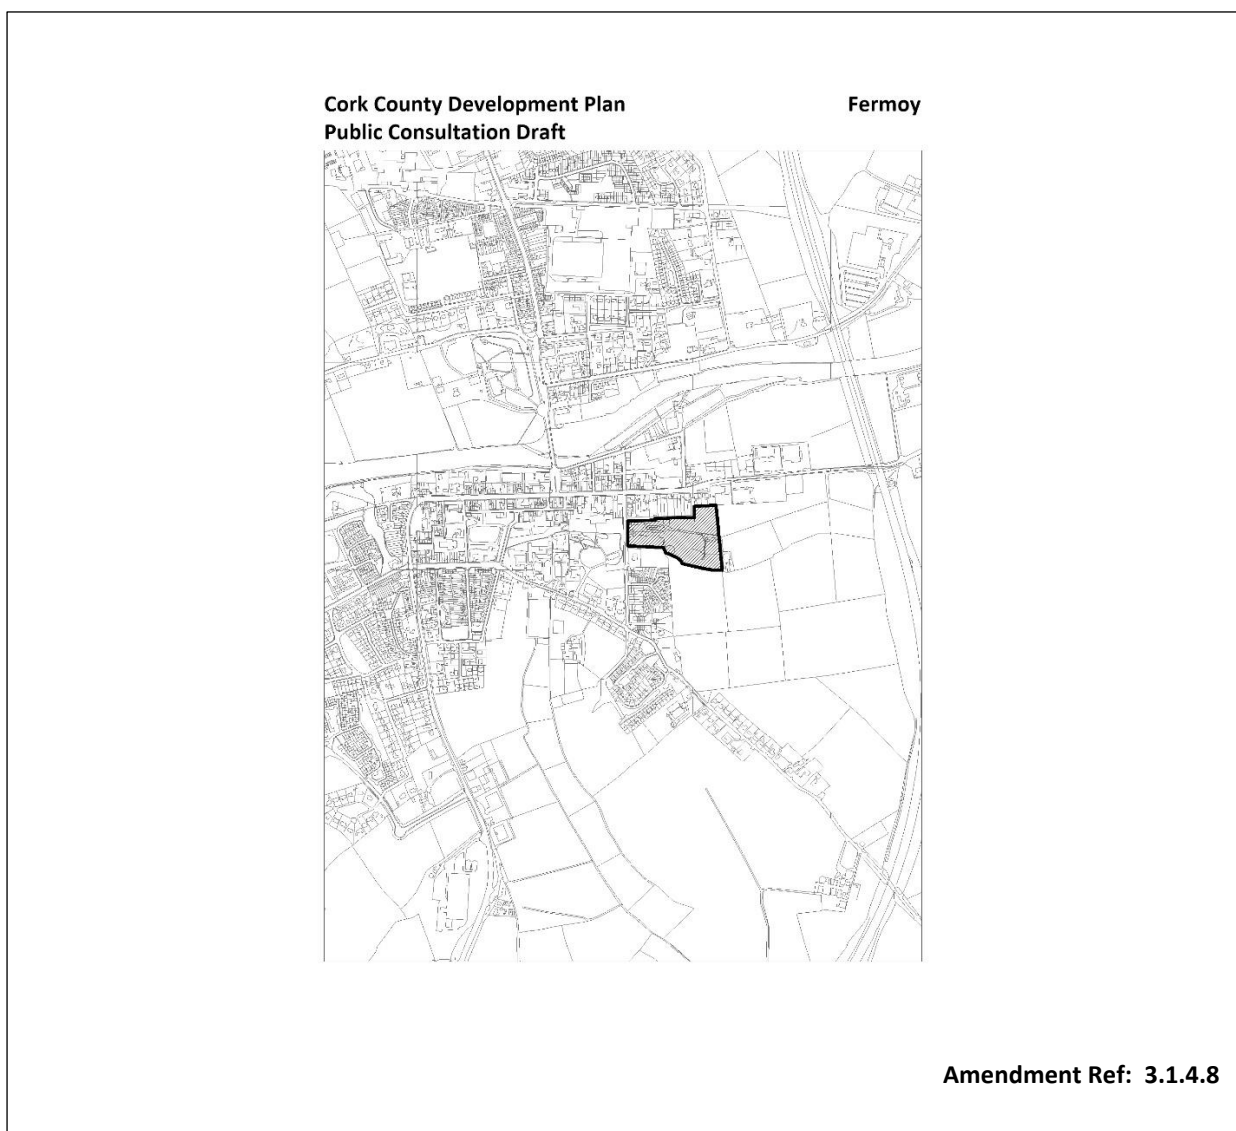 Cork County Development Plan Fermoy
Public Consultation Draft
Amendment Ref: 3.1.4.8